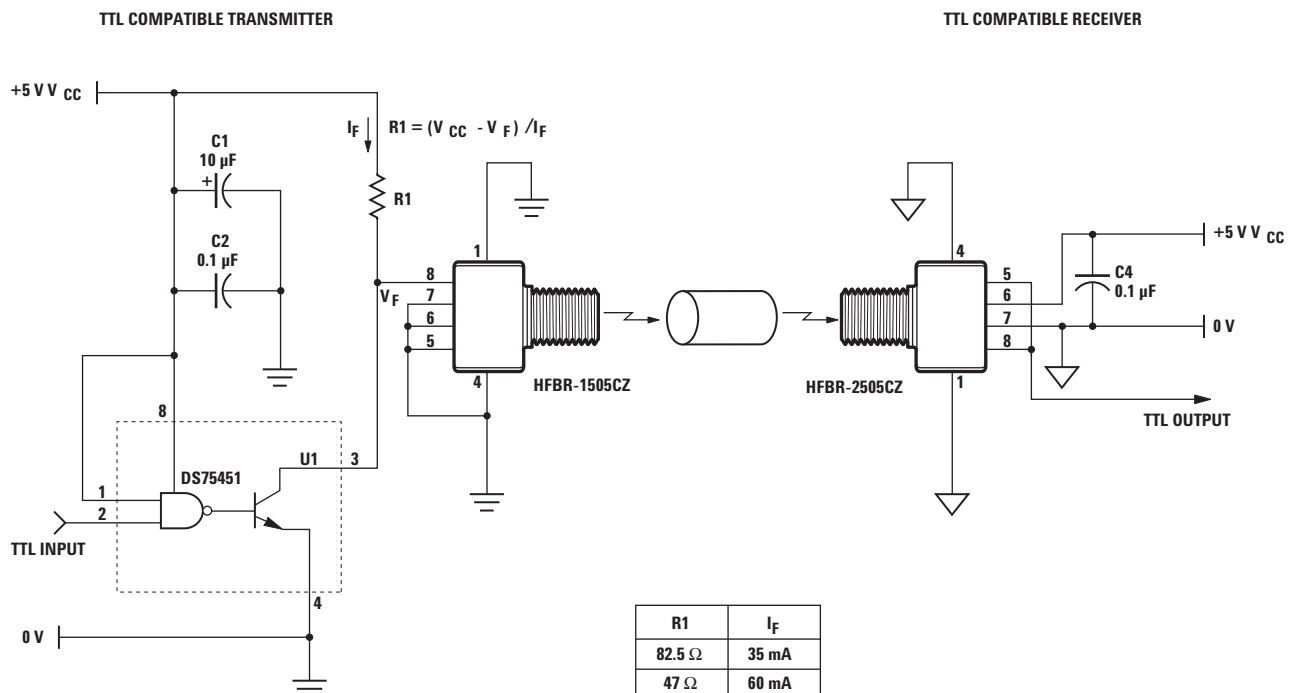 TTL COMPATIBLE TRANSMITTER
TTL COMPATIBLE RECEIVER
+5 V V CC
I F
R1 = (V CC - V F ) /I F
C1
10 µF
+
R1
C2
0.1 µF
1
8
V F
7
6
5
4
HFBR-1505CZ
4
5
6
7
8
1
HFBR-2505CZ
+5 V V CC
C4
0.1 µF
0 V
TTL OUTPUT
8
U1
3
DS75451
1
2
TTL INPUT
4
0 V
R1 I F
82.5 Ω 35 mA
47 Ω 60 mA